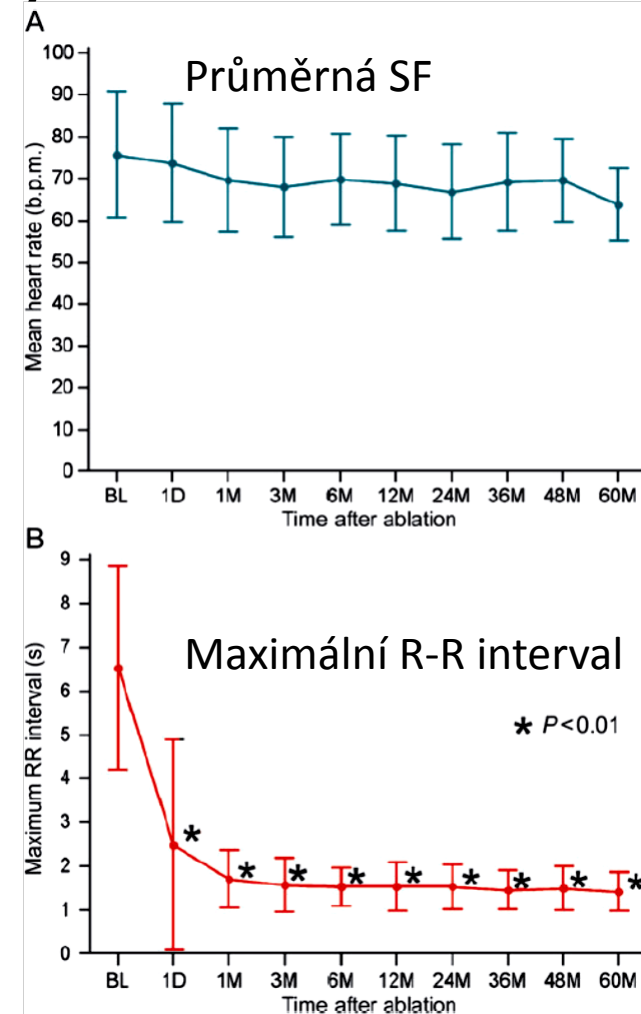 A
Průměrná SF
Mean heart rate (b.p.m.)
100
90
80
70
60
50
40
30
20
10
0
BL 1D 1M 3M 6M 12M 24M 36M 48M 60M
Time after ablation
B
Maximální R-R interval
* P<0.01
Maximum RR interval (s)
9
8
7
6
5
4
3
2
1
0
* * * * * * * * *
BL 1D 1M 3M 6M 12M 24M 36M 48M 60M
Time after ablation